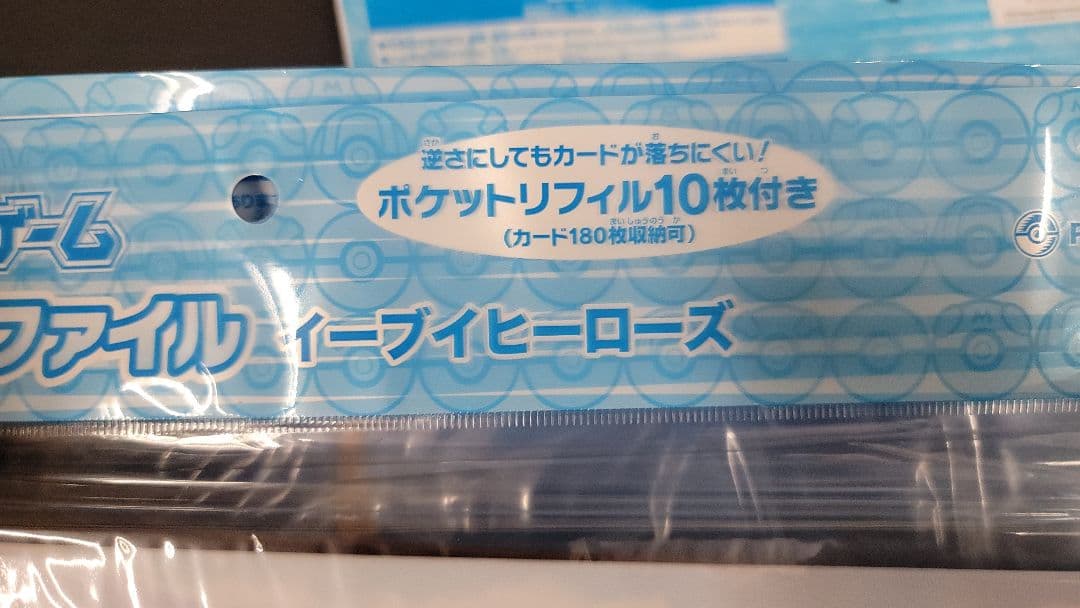 逆さにしてもカードが落ちにくい!
ポケットリフィル10枚付き
(カード180枚収納可)
ゲーム
ファイル イーブイヒーローズ